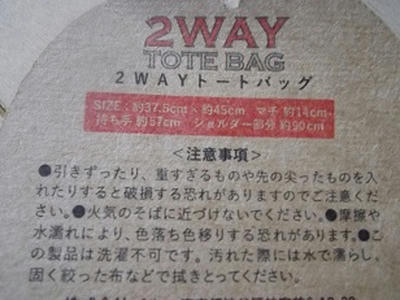 2WAY
TOTE BAG
2WAYトートバッグ
SIZE：約37.5cm×約45cm マチ 約14cm
持ち手 約57cm ショルダー部分 約90cm
＜注意事項＞
●引きずったり、重すぎるものや先の尖ったものを入
れたりすると破損する恐れがありますのでご注意くだ
さい。●火気のそばに近づけないでください。●摩擦や
水濡れにより、色落ち色移りする恐れがあります。●こ
の製品は洗濯不可です。汚れた際には水で濡らし、
固く絞った布などで拭きとってください。